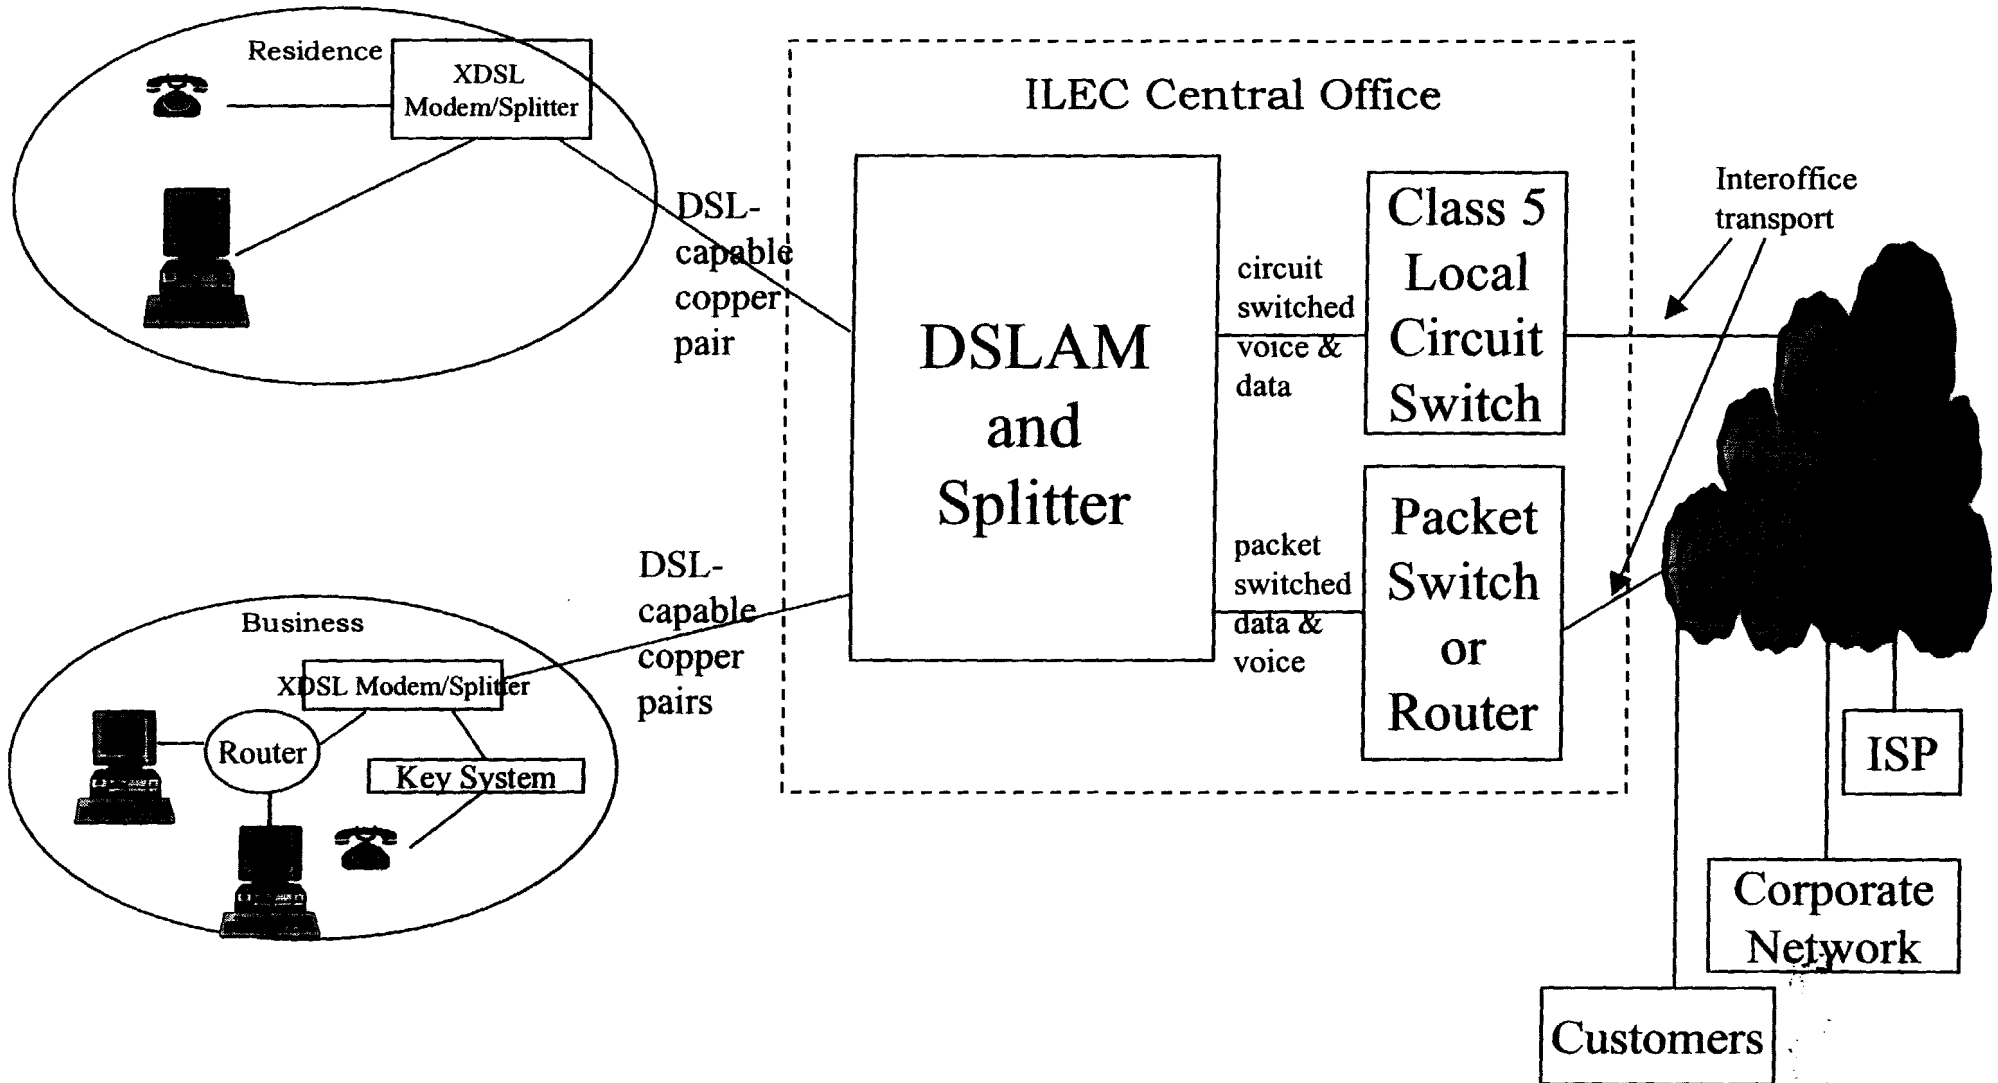 Residence
XDSL
Modem/Splitter
ILEC Central Office
DSL-
capable
copper
pair
DSLAM
and
Splitter
circuit
switched
voice &
data
Class 5
Local
Circuit
Switch
Interoffice
transport
packet
switched
data &
voice
Packet
Switch
or
Router
DSL-
capable
copper
pairs
Business
XDSL Modem/Splitter
Router
Key System
ISP
Corporate
Network
Customers